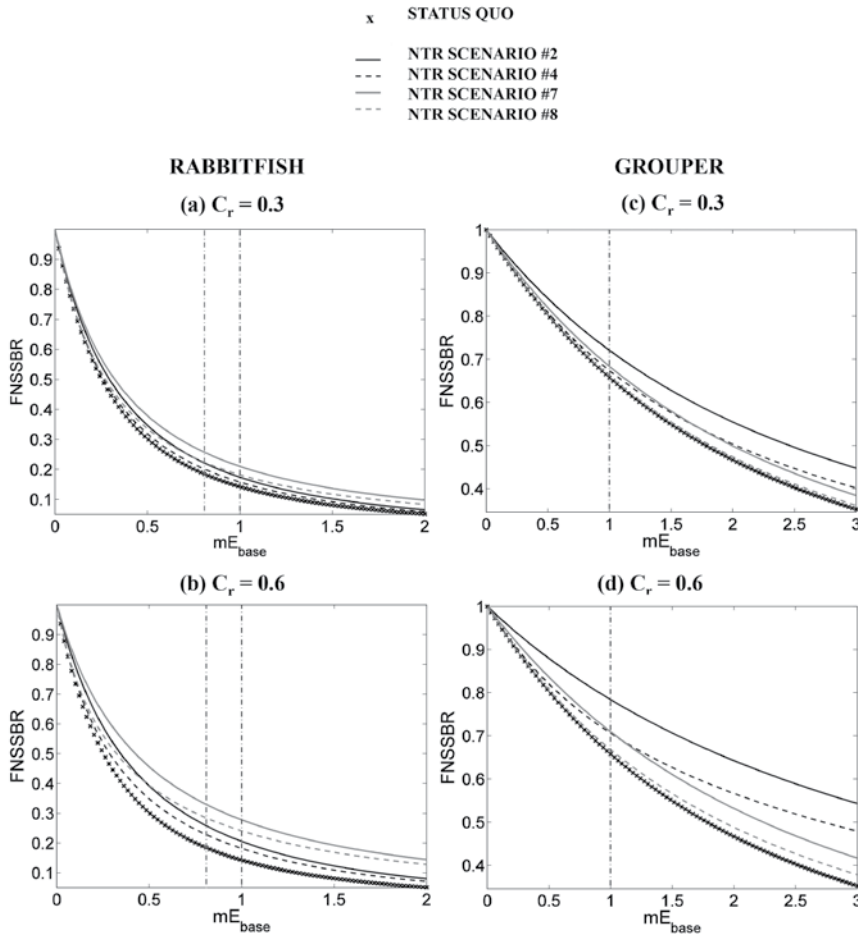 x STATUS QUO
NTR SCENARIO #2
NTR SCENARIO #4
NTR SCENARIO #7
NTR SCENARIO #8
RABBITFISH GROUPER
(a) Cr = 0.3 (c) Cr = 0.3
FNSSBR
0.9
0.8
0.7
0.6
0.5
0.4
0.3
0.2
0.1
0 0.5 1 1.5 2
mEbase
FNSSBR
1
0.9
0.8
0.7
0.6
0.5
0.4
0 0.5 1 1.5 2 2.5 3
mEbase
(b) Cr = 0.6 (d) Cr = 0.6
FNSSBR
0.9
0.8
0.7
0.6
0.5
0.4
0.3
0.2
0.1
0 0.5 1 1.5 2
mEbase
FNSSBR
1
0.9
0.8
0.7
0.6
0.5
0.4
0 0.5 1 1.5 2 2.5 3
mEbase